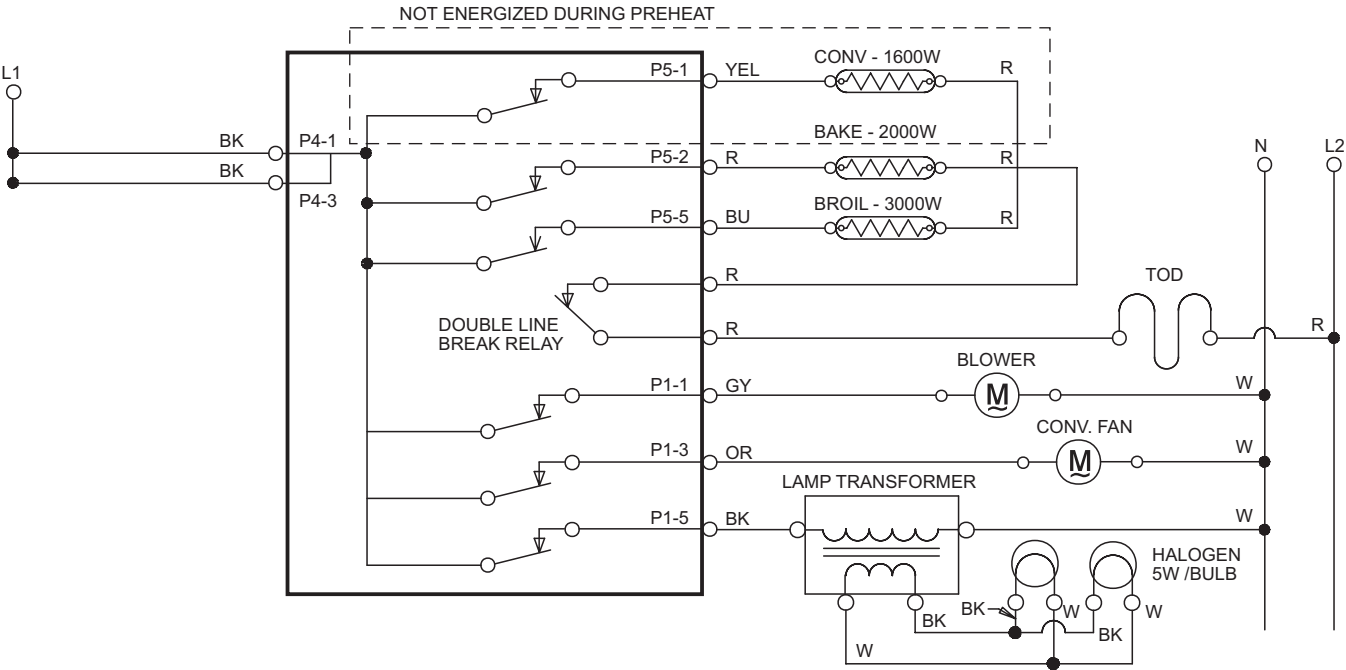 NOT ENERGIZED DURING PREHEAT
L1
P5-1
YEL
CONV - 1600W
R
BK
P4-1
BK
P4-3
P5-2
R
BAKE - 2000W
R
N
L2
P5-5
BU
BROIL - 3000W
R
R
TOD
DOUBLE LINE
BREAK RELAY
R
R
BLOWER
P1-1
GY
M
W
CONV. FAN
P1-3
OR
M
W
LAMP TRANSFORMER
P1-5
BK
W
HALOGEN
5W /BULB
BK
W
W
BK
BK
W